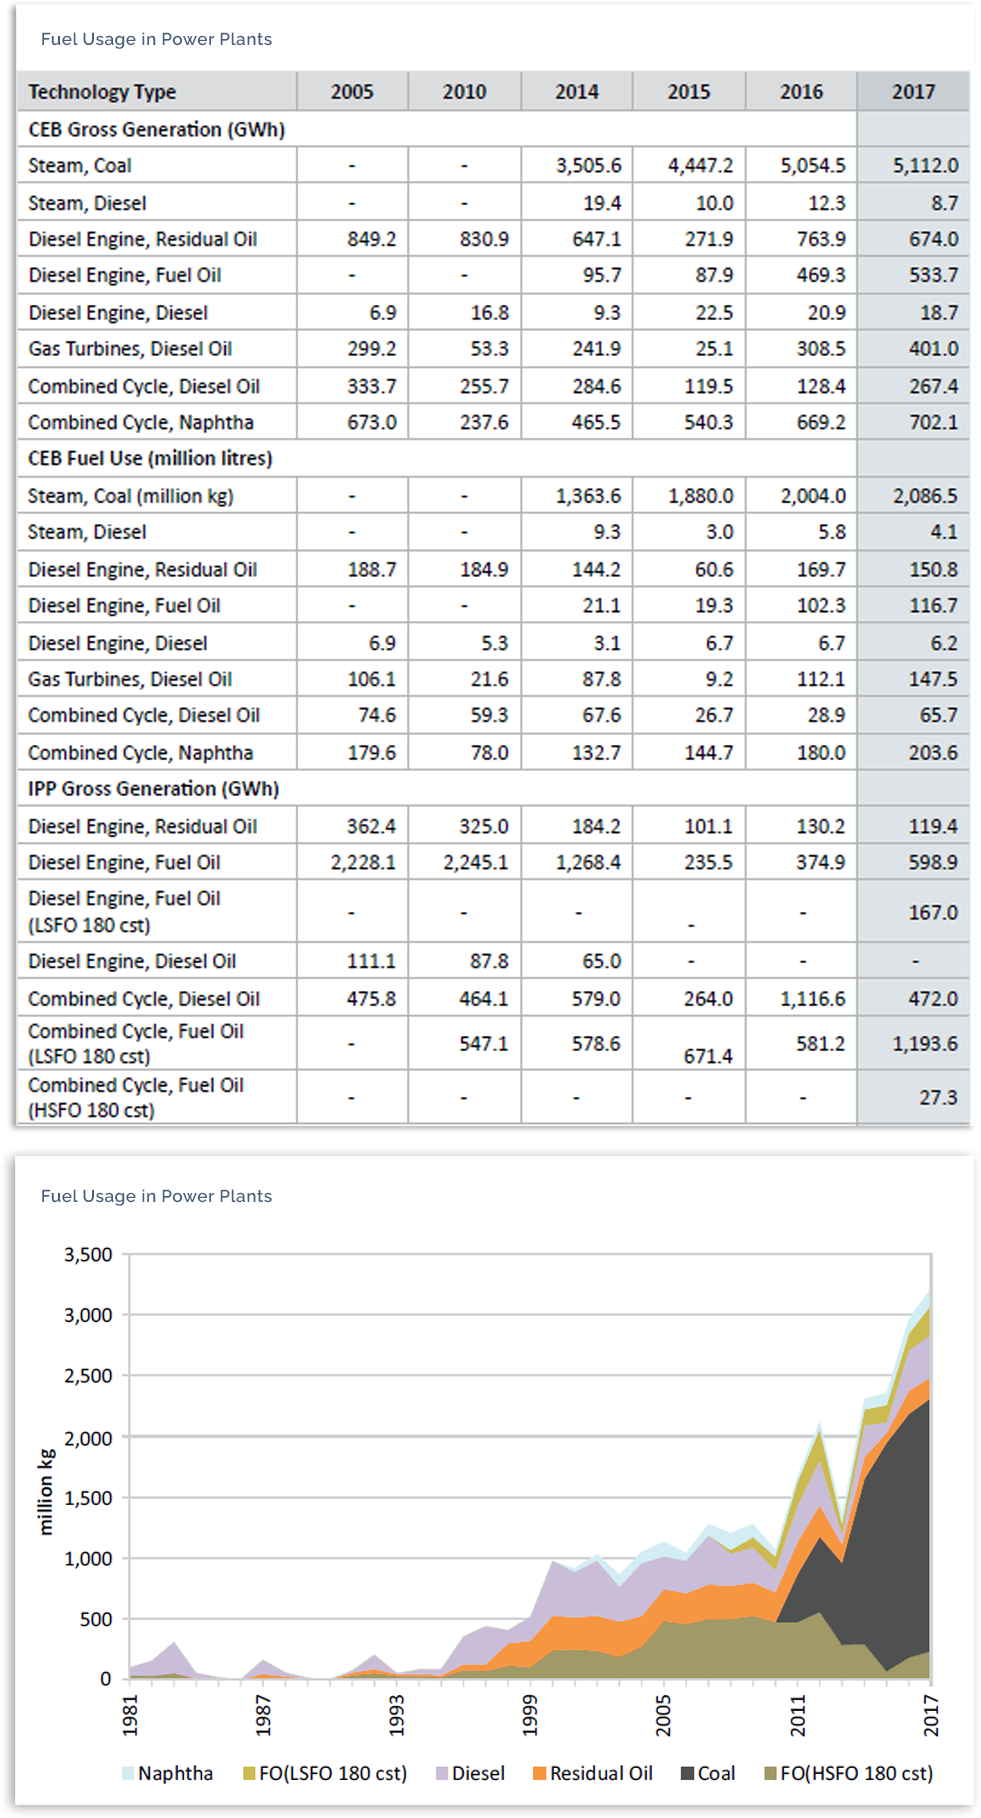 Fuel Usage in Power Plants
Technology Type 2005 2010 2014 2015 2016 2017
CEB Gross Generation (GWh)
Steam, Coal - - 3,505.6 4,447.2 5,054.5 5,112.0
Steam, Diesel - - 19.4 10.0 12.3 8.7
Diesel Engine, Residual Oil 849.2 830.9 647.1 271.9 763.9 674.0
Diesel Engine, Fuel Oil - - 95.7 87.9 469.3 533.7
Diesel Engine, Diesel 6.9 16.8 9.3 22.5 20.9 18.7
Gas Turbines, Diesel Oil 299.2 53.3 241.9 25.1 308.5 401.0
Combined Cycle, Diesel Oil 333.7 255.7 284.6 119.5 128.4 267.4
Combined Cycle, Naphtha 673.0 237.6 465.5 540.3 669.2 702.1
CEB Fuel Use (million litres)
Steam, Coal (million kg) - - 1,363.6 1,880.0 2,004.0 2,086.5
Steam, Diesel - - 9.3 3.0 5.8 4.1
Diesel Engine, Residual Oil 188.7 184.9 144.2 60.6 169.7 150.8
Diesel Engine, Fuel Oil - - 21.1 19.3 102.3 116.7
Diesel Engine, Diesel 6.9 5.3 3.1 6.7 6.7 6.2
Gas Turbines, Diesel Oil 106.1 21.6 87.8 9.2 112.1 147.5
Combined Cycle, Diesel Oil 74.6 59.3 67.6 26.7 28.9 65.7
Combined Cycle, Naphtha 179.6 78.0 132.7 144.7 180.0 203.6
IPP Gross Generation (GWh)
Diesel Engine, Residual Oil 362.4 325.0 184.2 101.1 130.2 119.4
Diesel Engine, Fuel Oil 2,228.1 2,245.1 1,268.4 235.5 374.9 598.9
Diesel Engine, Fuel Oil
(LSFO 180 cst) - - - - - 167.0
Diesel Engine, Diesel Oil 111.1 87.8 65.0 - - -
Combined Cycle, Diesel Oil 475.8 464.1 579.0 264.0 1,116.6 472.0
Combined Cycle, Fuel Oil
(LSFO 180 cst) - 547.1 578.6 671.4 581.2 1,193.6
Combined Cycle, Fuel Oil
(HSFO 180 cst) - - - - - 27.3
Fuel Usage in Power Plants
3,500
3,000
2,500
2,000
1,500
1,000
500
0
million kg
1981 1987 1993 1999 2005 2011 2017
Naphtha FO(LSFO 180 cst) Diesel Residual Oil Coal FO(HSFO 180 cst)